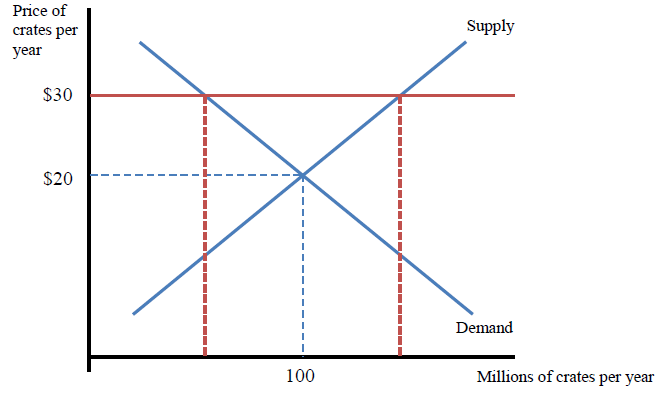 Price of
crates per
year
Supply
$30
$20
Demand
100
Millions of crates per year